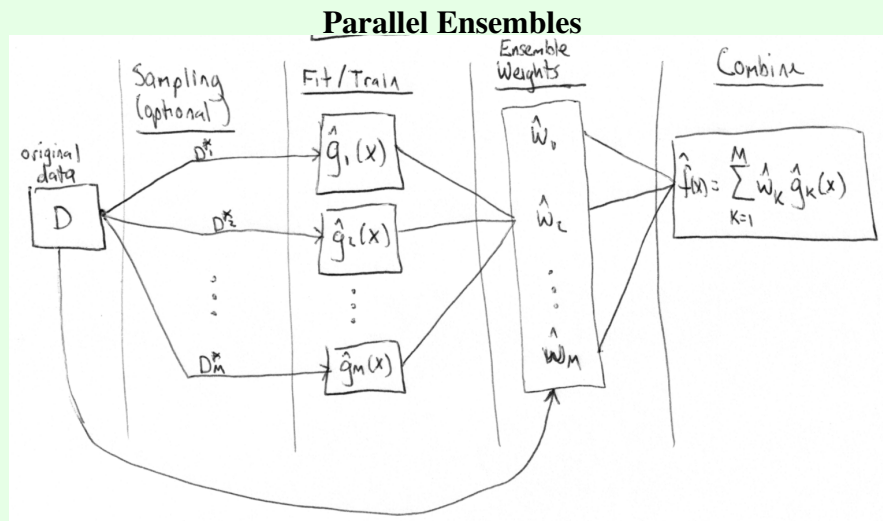 Parallel Ensembles
Sampling
(optional)
Fit/Train
Ensemble
Weights
Combine
original
data
D
D*₁
D*₂
D*M
ĝ₁(x)
ĝ₂(x)
ĝM(x)
ŵ₁
ŵ₂
ŵM
f̂(x) = ∑ ŵK ĝK(x)
M
K=1